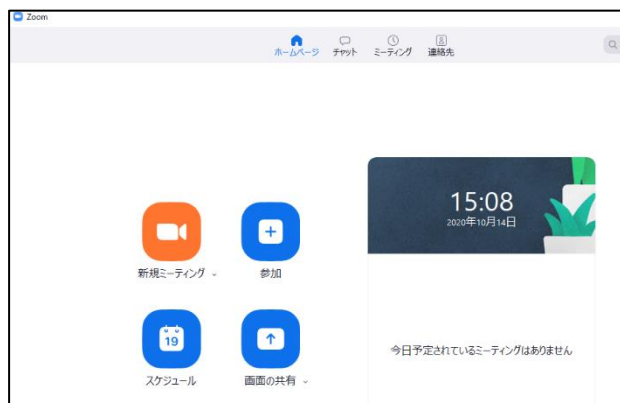 Zoom
ホームページ チャット ミーティング 連絡先
15:08
2020年10月14日
新規ミーティング
参加
19
スケジュール
画面の共有
今日予定されているミーティングはありません